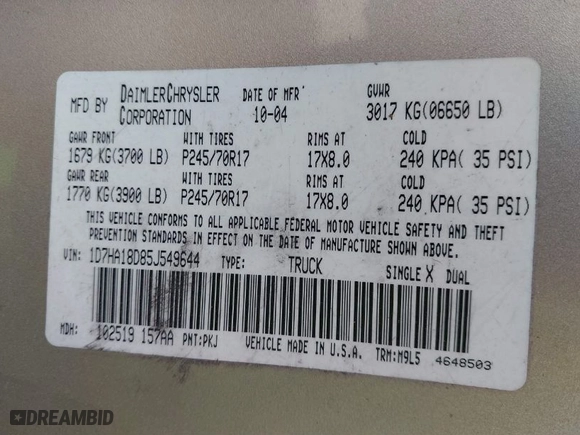 MFD BY DAIMLERCHRYSLER CORPORATION DATE OF MFR' 10-04 GVWR 3017 KG(06650 LB)
GAWR FRONT WITH TIRES RIMS AT COLD
1679 KG(3700 LB) P245/70R17 17X8.0 240 KPA( 35 PSI)
GAWR REAR WITH TIRES RIMS AT COLD
1770 KG(3900 LB) P245/70R17 17X8.0 240 KPA( 35 PSI)
THIS VEHICLE CONFORMS TO ALL APPLICABLE FEDERAL MOTOR VEHICLE SAFETY AND THEFT
PREVENTION STANDARDS IN EFFECT ON THE DATE OF MANUFACTURE SHOWN ABOVE.
VIN: 1D7HA18D85J549644 TYPE: TRUCK SINGLE X DUAL
MDH: 102519 157AA PNT:PKJ VEHICLE MADE IN U.S.A. TRM:M9L5 4648503
DREAMBID